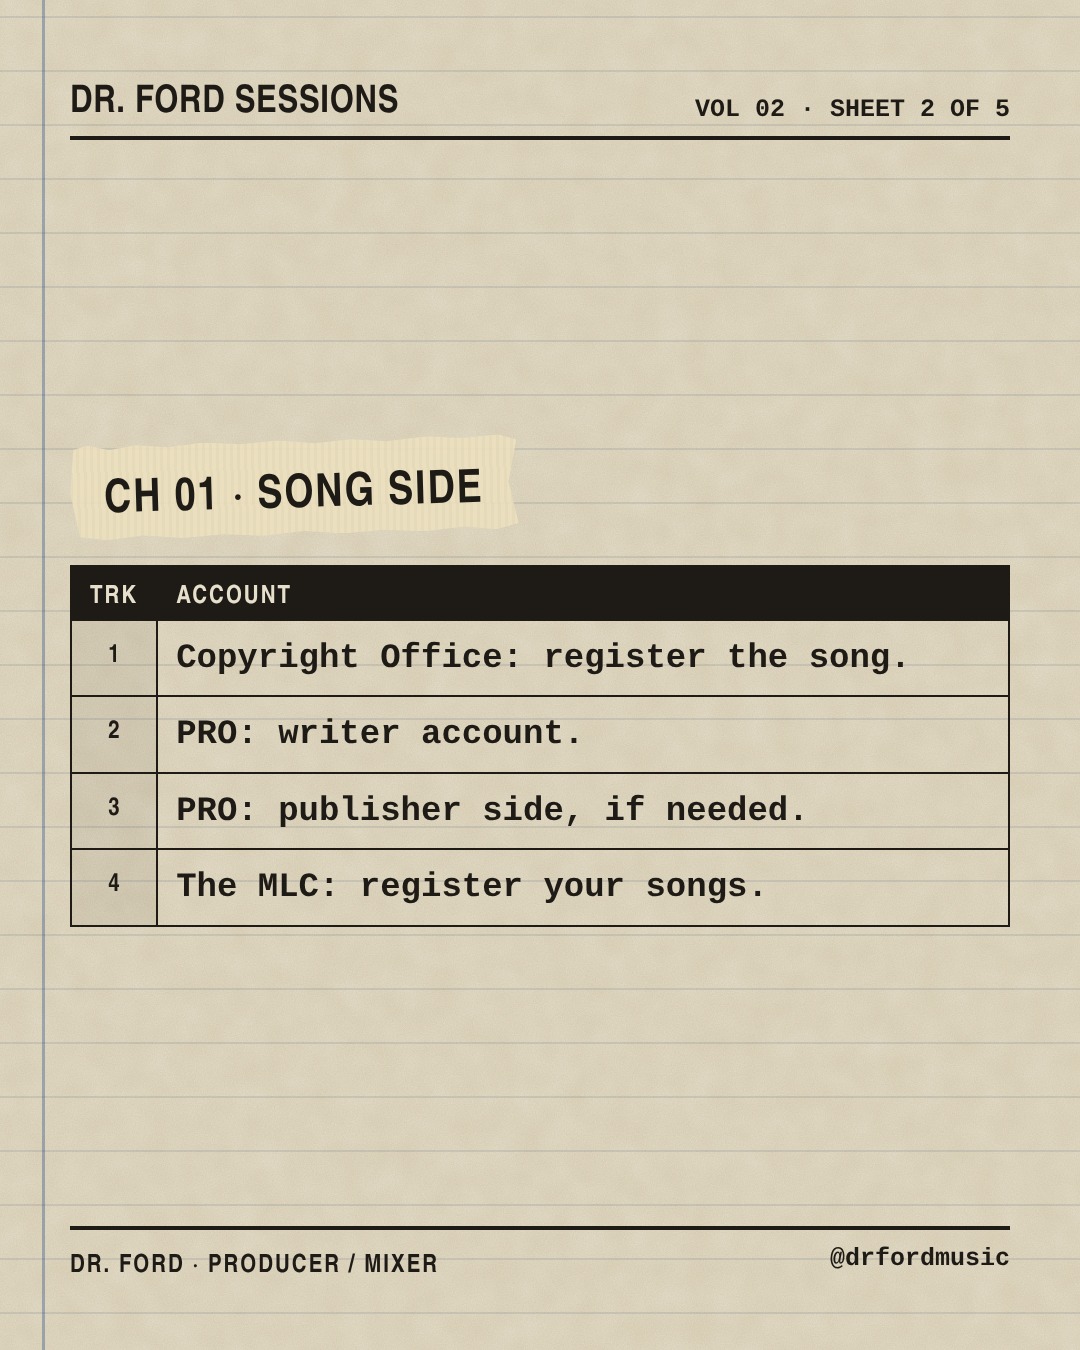 DR. FORD SESSIONS
VOL 02 · SHEET 2 OF 5
CH 01 · SONG SIDE
TRK ACCOUNT
1 Copyright Office: register the song.
2 PRO: writer account.
3 PRO: publisher side, if needed.
4 The MLC: register your songs.
DR. FORD · PRODUCER / MIXER
@drfordmusic